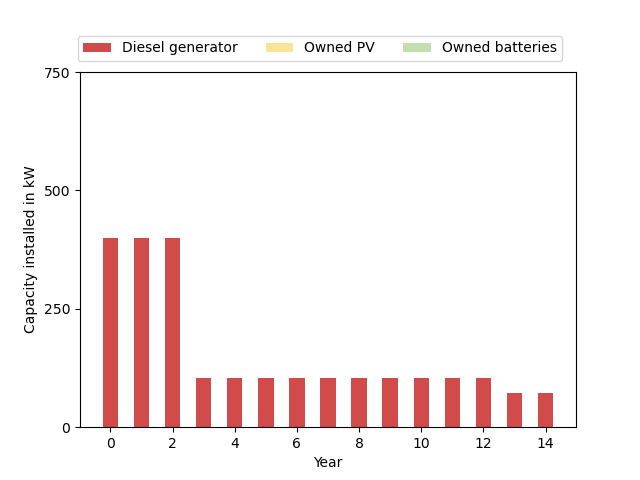 Diesel generator Owned PV Owned batteries
750
500
250
0
Capacity installed in kW
0 2 4 6 8 10 12 14
Year